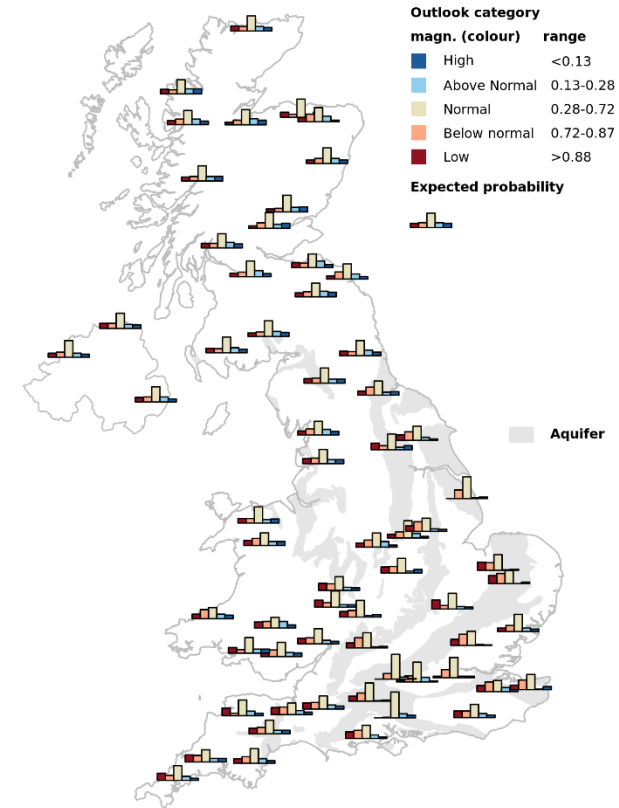 Outlook category
magn. (colour) range
High <0.13
Above Normal 0.13-0.28
Normal 0.28-0.72
Below normal 0.72-0.87
Low >0.88
Expected probability
Aquifer